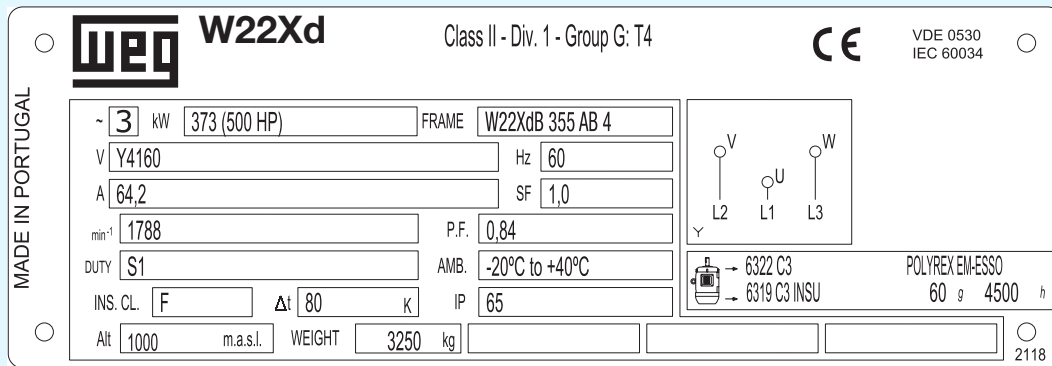 MADE IN PORTUGAL
WEG W22Xd Class II - Div. 1 - Group G: T4 CE VDE 0530
IEC 60034
~ 3 kW 373 (500 HP) FRAME W22XdB 355 AB 4
V Y4160 Hz 60
A 64,2 SF 1,0
min-1 1788 P.F. 0,84
DUTY S1 AMB. -20ºC to +40ºC
INS. CL. F Δt 80 K IP 65
Alt 1000 m.a.s.l. WEIGHT 3250 kg
V W
U
L2 L1 L3
Y
→ 6322 C3 POLYREX EM-ESSO
→ 6319 C3 INSU 60 g 4500 h
2118